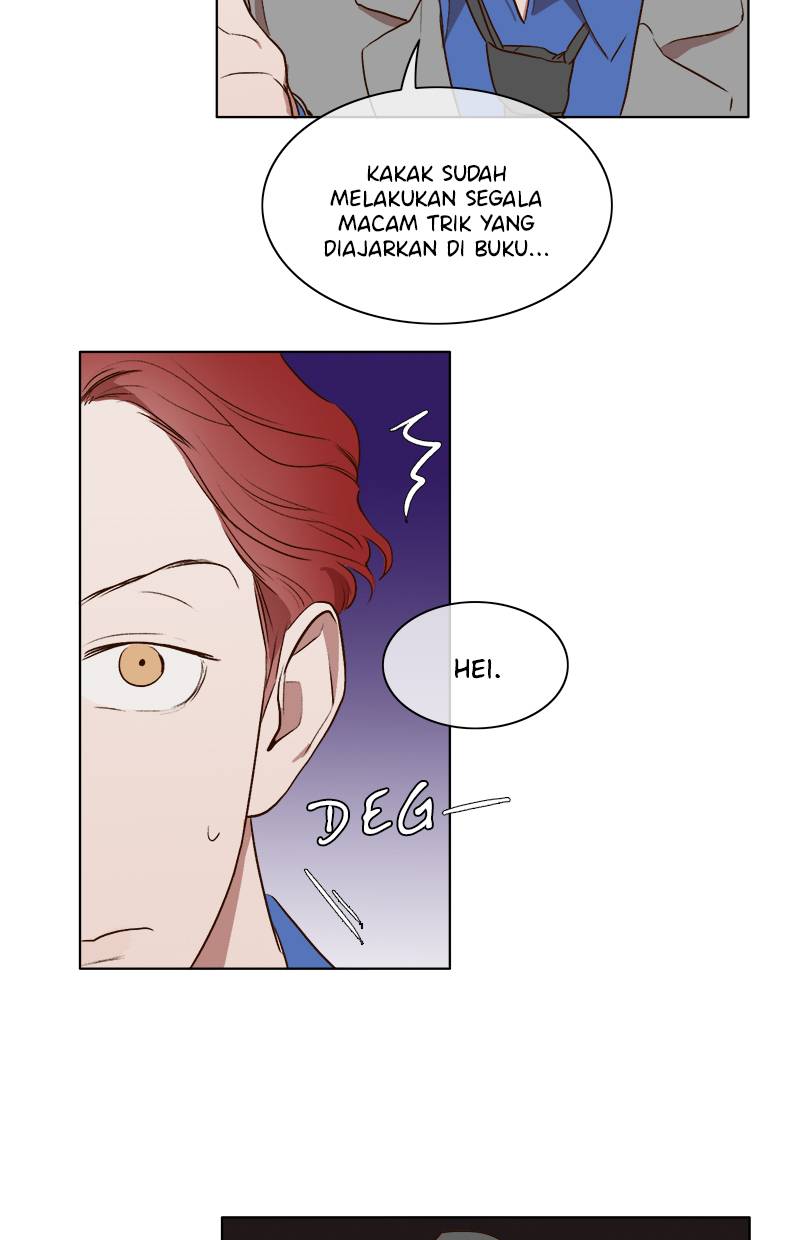 KAKAK SUDAH
MELAKUKAN SEGALA
MACAM TRIK YANG
DIAJARKAN DI BUKU...
HEI.
DEG